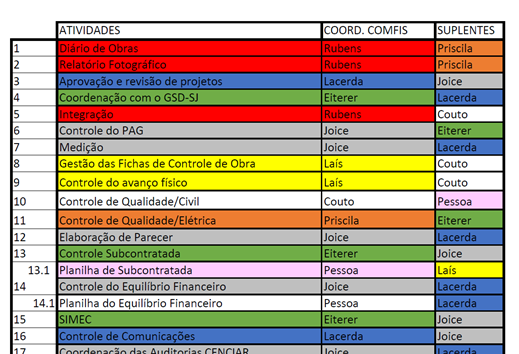 ATIVIDADES COORD. COMFIS SUPLENTES
1 Diário de Obras Rubens Priscila
2 Relatório Fotográfico Rubens Priscila
3 Aprovação e revisão de projetos Lacerda Joice
4 Coordenação com o GSD-SJ Eiterer Lacerda
5 Integração Rubens Couto
6 Controle do PAG Joice Eiterer
7 Medição Joice Lacerda
8 Gestão das Fichas de Controle de Obra Laís Couto
9 Controle do avanço físico Laís Couto
10 Controle de Qualidade/Civil Couto Pessoa
11 Controle de Qualidade/Elétrica Priscila Eiterer
12 Elaboração de Parecer Joice Lacerda
13 Controle Subcontratada Eiterer Joice
13.1 Planilha de Subcontratada Pessoa Laís
14 Controle do Equilíbrio Financeiro Joice Lacerda
14.1 Planilha do Equilíbrio Financeiro Pessoa Lacerda
15 SIMEC Eiterer Joice
16 Controle de Comunicações Lacerda Joice
17 Coordenação das Auditorias CENCIAR Joice Lacerda